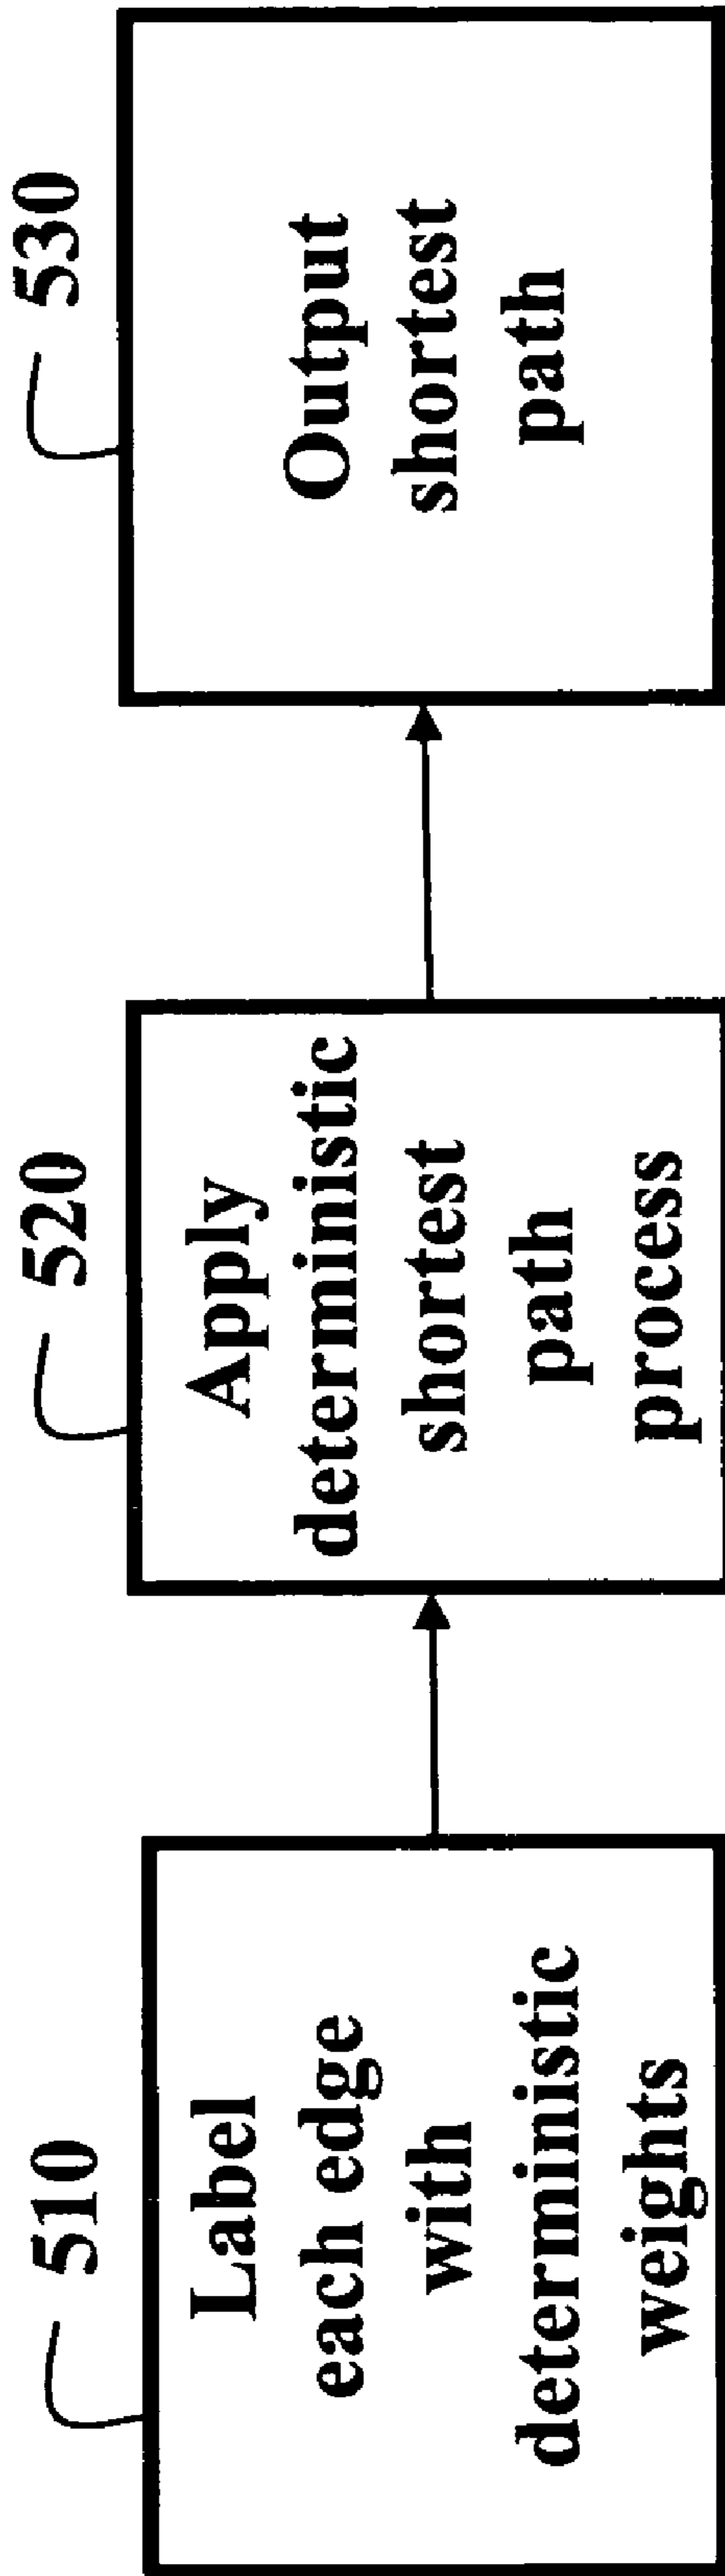 510
Label
each edge
with
deterministic
weights
520
Apply
deterministic
shortest
path
process
530
Output
shortest
path